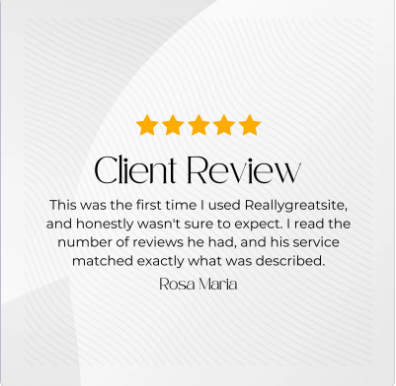 Client Review
This was the first time I used Reallygreatsite,
and honestly wasn't sure to expect. I read the
number of reviews he had, and his service
matched exactly what was described.
Rosa Maria